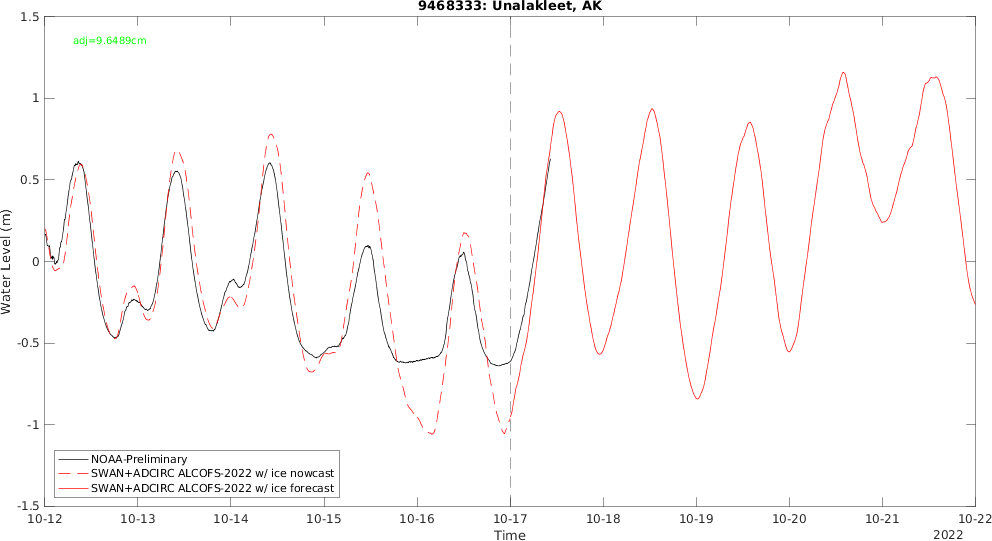 9468333: Unalakleet, AK
adj=9.6489cm
1.5
1
0.5
0
-0.5
-1
-1.5
Water Level (m)
NOAA-Preliminary
SWAN+ADCIRC ALCOFS-2022 w/ ice nowcast
SWAN+ADCIRC ALCOFS-2022 w/ ice forecast
10-12 10-13 10-14 10-15 10-16 10-17 10-18 10-19 10-20 10-21 10-22
Time
2022